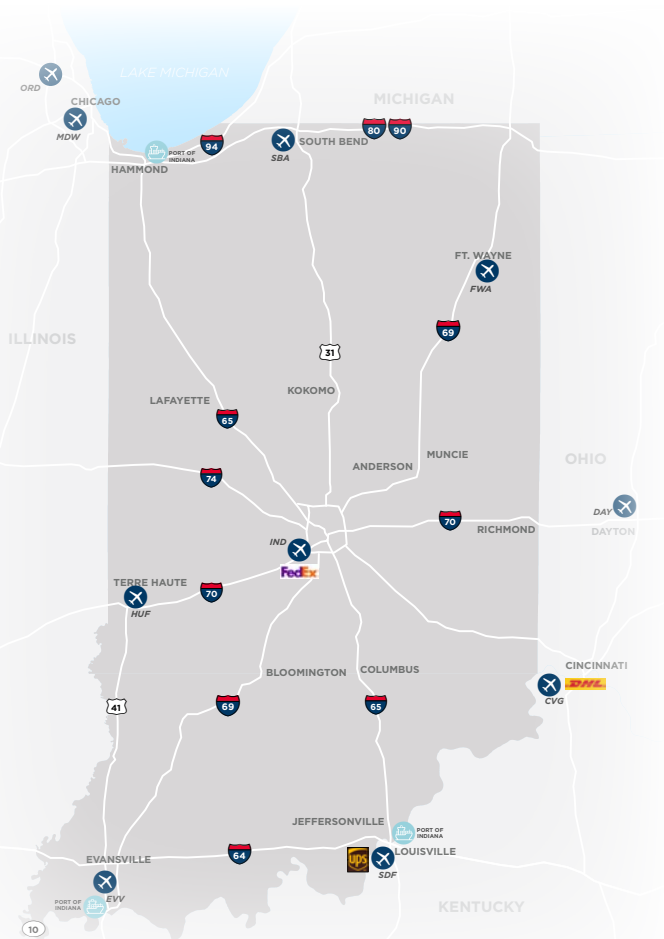 LAKE MICHIGAN
ORD
CHICAGO
MICHIGAN
MDW
94
80
90
SOUTH BEND
SBA
PORT OF
INDIANA
HAMMOND
FT. WAYNE
FWA
69
ILLINOIS
31
KOKOMO
LAFAYETTE
65
MUNCIE
OHIO
ANDERSON
74
DAY
70
RICHMOND
DAYTON
IND
FedEx
TERRE HAUTE
70
HUF
CINCINNATI
BLOOMINGTON
COLUMBUS
DHL
CVG
41
69
65
JEFFERSONVILLE
PORT OF
INDIANA
64
ups
LOUISVILLE
SDF
EVANSVILLE
EVV
PORT OF
INDIANA
KENTUCKY
10